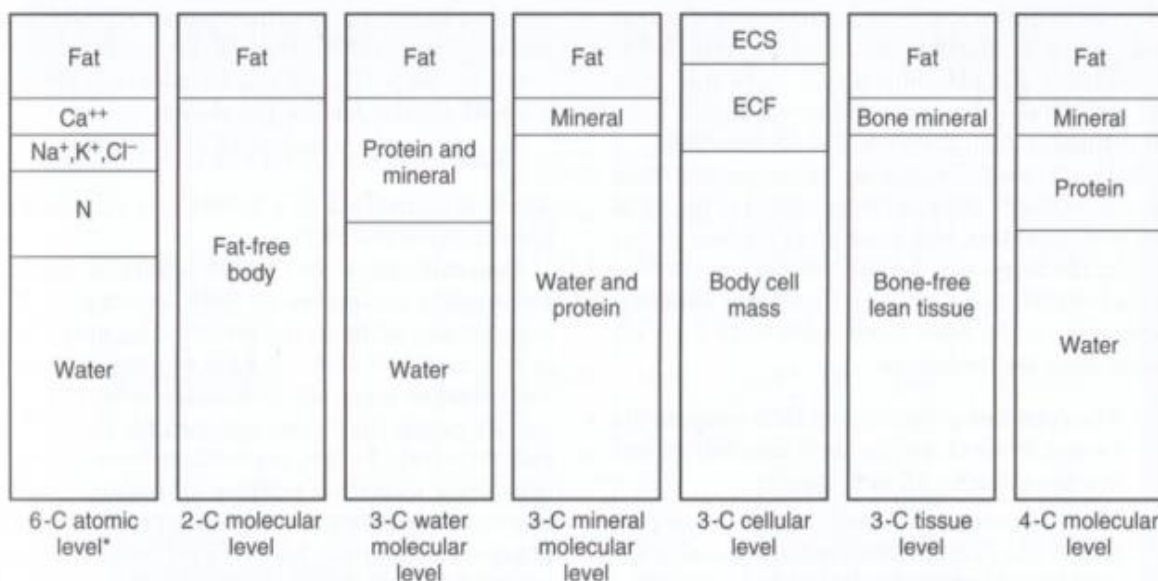 Fat
Ca++
Na+,K+,Cl–
N
Water
6-C atomic
level*
Fat
Fat-free
body
2-C molecular
level
Fat
Protein and
mineral
Water
3-C water
molecular
level
Fat
Mineral
Water and
protein
3-C mineral
molecular
level
ECS
ECF
Body cell
mass
3-C cellular
level
Fat
Bone mineral
Bone-free
lean tissue
3-C tissue
level
Fat
Mineral
Protein
Water
4-C molecular
level